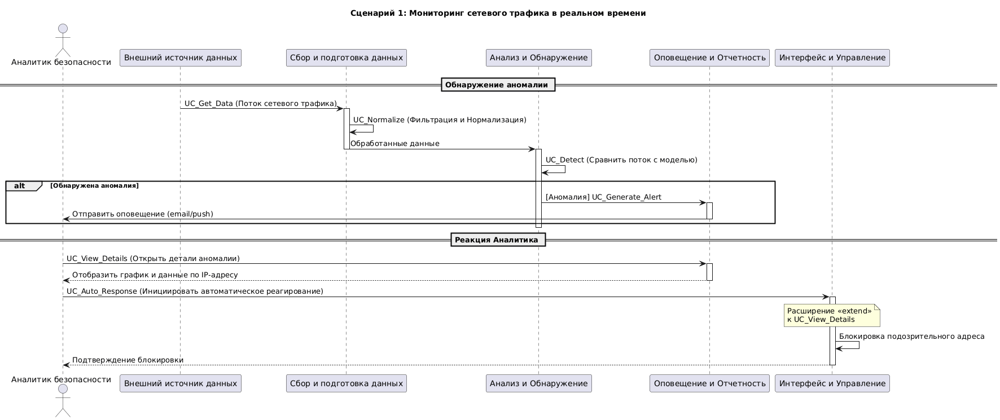 Сценарий 1: Мониторинг сетевого трафика в реальном времени
Аналитик безопасности
Внешний источник данных
Сбор и подготовка данных
Анализ и Обнаружение
Оповещение и Отчетность
Интерфейс и Управление
Обнаружение аномалии
UC_Get_Data (Поток сетевого трафика)
UC_Normalize (Фильтрация и Нормализация)
Обработанные данные
UC_Detect (Сравнить поток с моделью)
alt [Обнаружена аномалия]
[Аномалия] UC_Generate_Alert
Отправить оповещение (email/push)
Реакция Аналитика
UC_View_Details (Открыть детали аномалии)
Отобразить график и данные по IP-адресу
UC_Auto_Response (Инициировать автоматическое реагирование)
Расширение «extend»
к UC_View_Details
Блокировка подозрительного адреса
Подтверждение блокировки
Аналитик безопасности
Внешний источник данных
Сбор и подготовка данных
Анализ и Обнаружение
Оповещение и Отчетность
Интерфейс и Управление